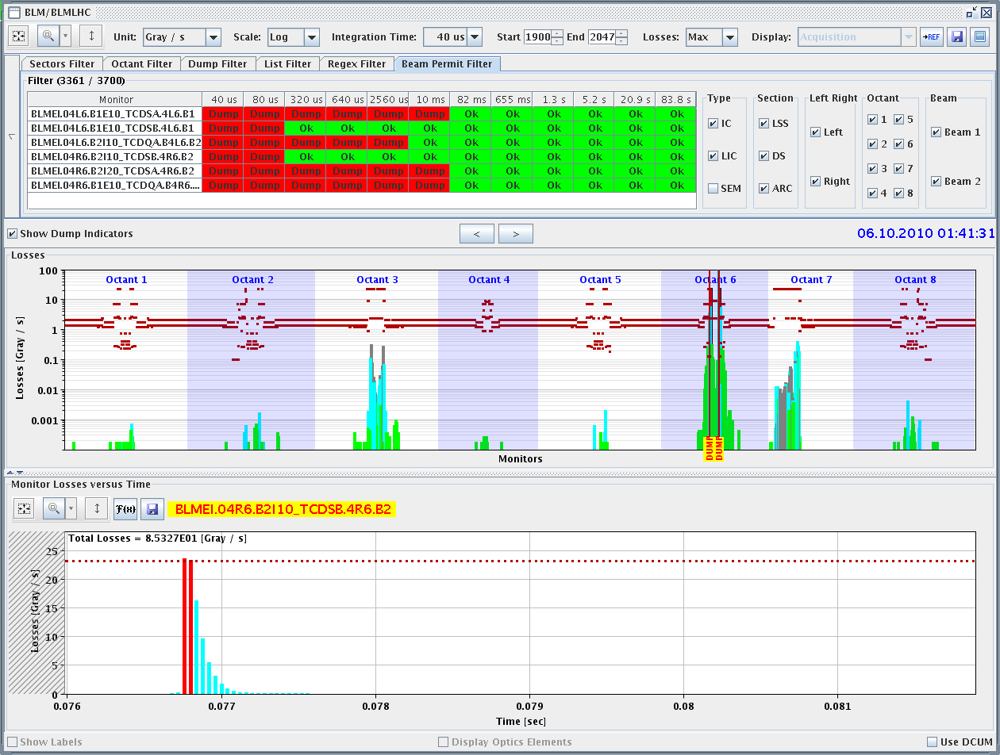 BLM/BLMLHC
Unit: Gray / s Scale: Log Integration Time: 40 us Start 1900 End 2047 Losses: Max Display: Acquisition →REF
Sectors Filter Octant Filter Dump Filter List Filter Regex Filter Beam Permit Filter
Filter (3361 / 3700)
Monitor 40 us 80 us 320 us 640 us 2560 us 10 ms 82 ms 655 ms 1.3 s 5.2 s 20.9 s 83.8 s
BLMEI.04L6.B1E10_TCDSA.4L6.B1 Dump Dump Dump Dump Dump Dump Ok Ok Ok Ok Ok Ok
BLMEI.04L6.B1E10_TCDSB.4L6.B1 Dump Dump Ok Ok Ok Ok Ok Ok Ok Ok Ok Ok
BLMEI.04L6.B2I10_TCDQA.B4L6.B2 Dump Dump Dump Dump Dump Ok Ok Ok Ok Ok Ok Ok
BLMEI.04R6.B2I10_TCDSB.4R6.B2 Dump Dump Ok Ok Ok Ok Ok Ok Ok Ok Ok Ok
BLMEI.04R6.B2I20_TCDSA.4R6.B2 Dump Dump Dump Dump Dump Dump Ok Ok Ok Ok Ok Ok
BLMEI.04R6.B1E10_TCDQA.B4R6.... Dump Dump Dump Dump Dump Dump Ok Ok Ok Ok Ok Ok
Type Section Left Right Octant Beam
IC LSS Left 1 5 Beam 1
2 6
LIC DS 3 7
SEM ARC Right 4 8 Beam 2
Show Dump Indicators < > 06.10.2010 01:41:31
Losses
Octant 1 Octant 2 Octant 3 Octant 4 Octant 5 Octant 6 Octant 7 Octant 8
100
10
1
0.1
0.01
0.001
Losses [Gray / s]
DUMP DUMP
Monitors
Monitor Losses versus Time
F(x) BLMEI.04R6.B2I10_TCDSB.4R6.B2
Total Losses = 8.5327E01 [Gray / s]
25
20
15
10
5
0
Losses [Gray / s]
0.076 0.077 0.078 0.079 0.08 0.081
Time [sec]
Show Labels Display Optics Elements Use DCUM